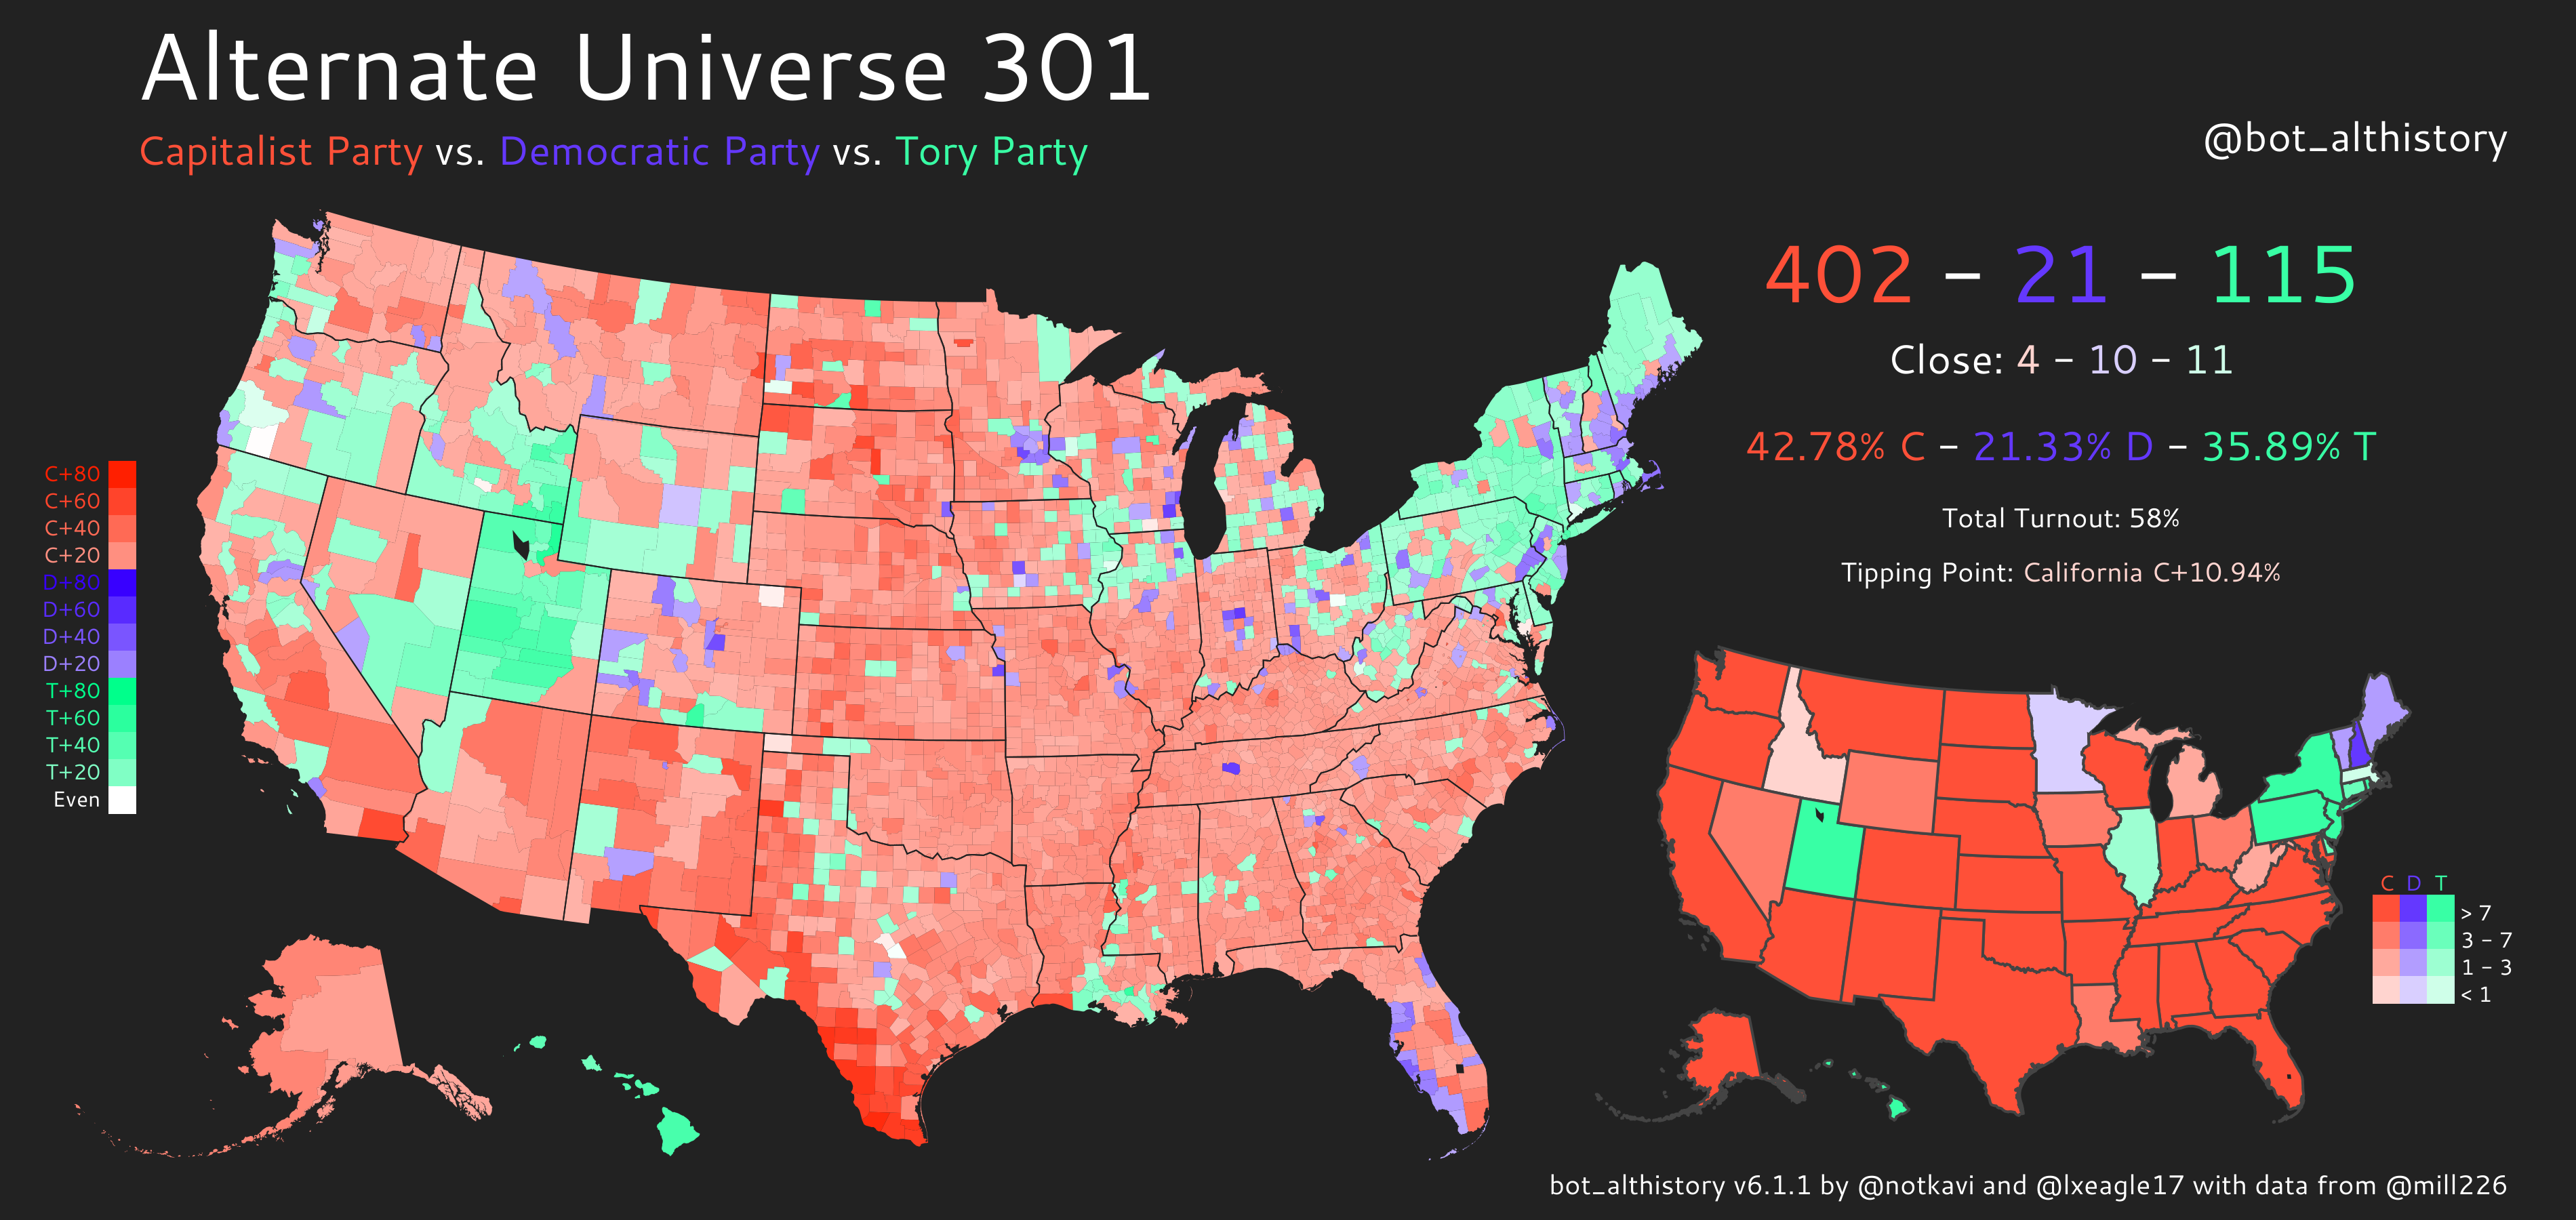 Alternate Universe 301
Capitalist Party vs. Democratic Party vs. Tory Party
@bot_althistory
402 – 21 – 115
Close: 4 – 10 – 11
42.78% C – 21.33% D – 35.89% T
Total Turnout: 58%
Tipping Point: California C+10.94%
C+80
C+60
C+40
C+20
D+80
D+60
D+40
D+20
T+80
T+60
T+40
T+20
Even
C D T
> 7
3 – 7
1 – 3
< 1
bot_althistory v6.1.1 by @notkavi and @lxeagle17 with data from @mill226